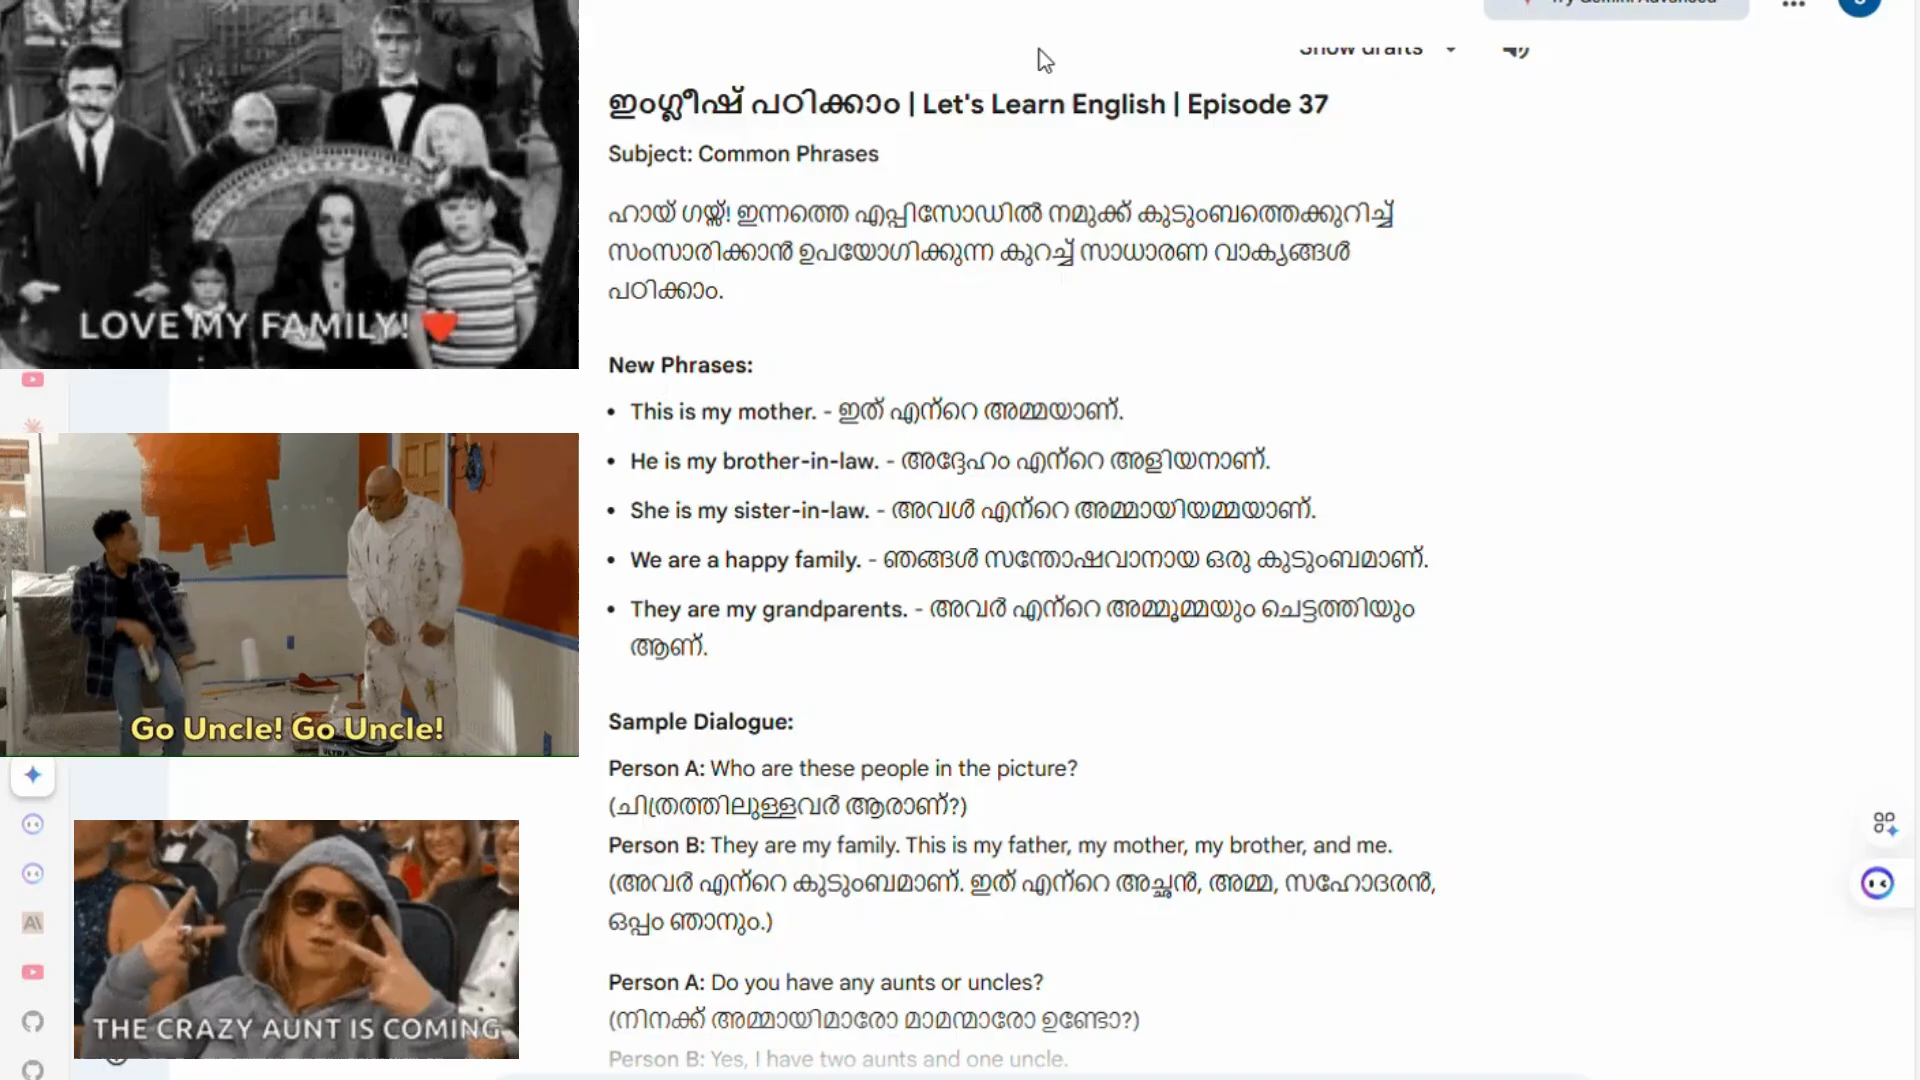 Show drafts
ഇംഗ്ലീഷ് പഠിക്കാം | Let's Learn English | Episode 37
Subject: Common Phrases
ഹായ് ഗയ്സ്! ഇന്നത്തെ എപ്പിസോഡിൽ നമുക്ക് കുടുംബത്തെക്കുറിച്ച്
സംസാരിക്കാൻ ഉപയോഗിക്കുന്ന കുറച്ച് സാധാരണ വാക്യങ്ങൾ
പഠിക്കാം.
New Phrases:
• This is my mother. - ഇത് എന്റെ അമ്മയാണ്.
• He is my brother-in-law. - അദ്ദേഹം എന്റെ അളിയനാണ്.
• She is my sister-in-law. - അവൾ എന്റെ അമ്മായിയമ്മയാണ്.
• We are a happy family. - ഞങ്ങൾ സന്തോഷവാനായ ഒരു കുടുംബമാണ്.
• They are my grandparents. - അവർ എന്റെ അമ്മൂമ്മയും ചെട്ടത്തിയും
ആണ്.
Sample Dialogue:
Person A: Who are these people in the picture?
(ചിത്രത്തിലുള്ളവർ ആരാണ്?)
Person B: They are my family. This is my father, my mother, my brother, and me.
(അവർ എന്റെ കുടുംബമാണ്. ഇത് എന്റെ അച്ഛൻ, അമ്മ, സഹോദരൻ,
ഒപ്പം ഞാനും.)
Person A: Do you have any aunts or uncles?
(നിനക്ക് അമ്മായിമാരോ മാമന്മാരോ ഉണ്ടോ?)
Person B: Yes, I have two aunts and one uncle.
LOVE MY FAMILY! ❤
Go Uncle! Go Uncle!
ULTRA
THE CRAZY AUNT IS COMING